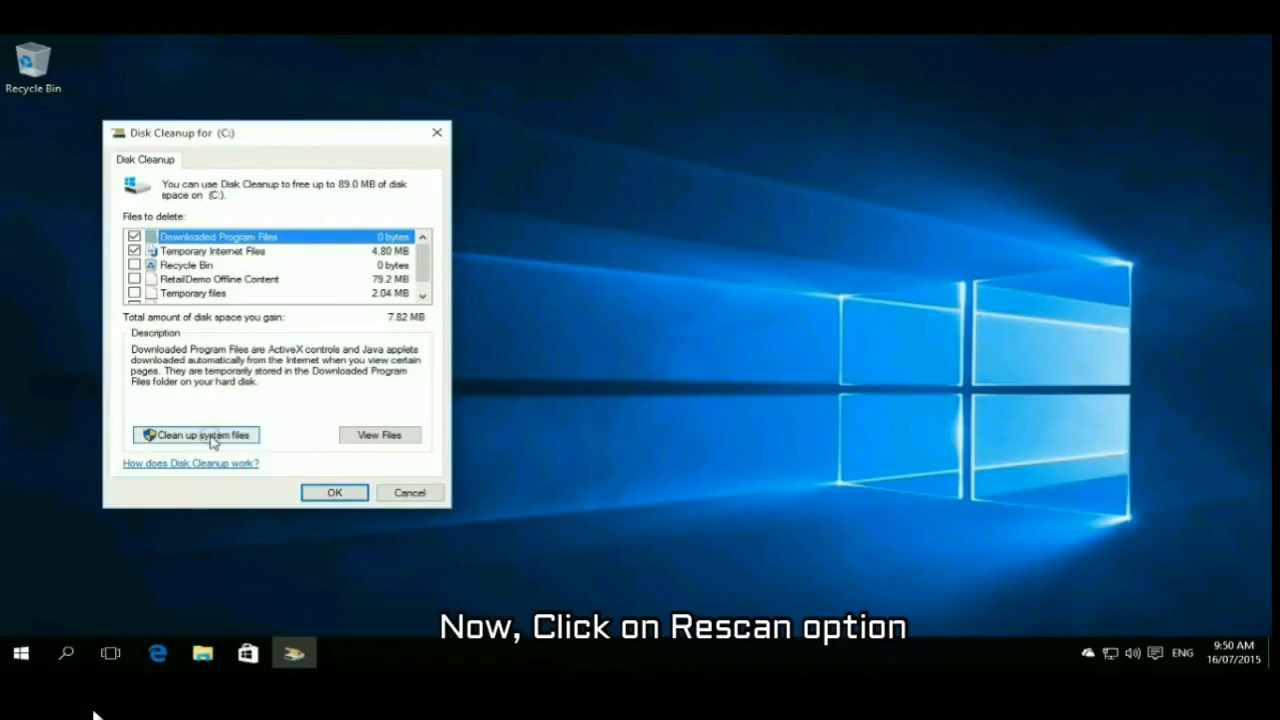 Recycle Bin
Disk Cleanup for (C:)
Disk Cleanup
You can use Disk Cleanup to free up to 89.0 MB of disk
space on (C:).
Files to delete:
Downloaded Program Files 0 bytes
Temporary Internet Files 4.80 MB
Recycle Bin 0 bytes
RetailDemo Offline Content 79.2 MB
Temporary files 2.04 MB
Total amount of disk space you gain: 7.82 MB
Description
Downloaded Program Files are ActiveX controls and Java applets
downloaded automatically from the Internet when you view certain
pages. They are temporarily stored in the Downloaded Program
Files folder on your hard disk.
Clean up system files View Files
How does Disk Cleanup work?
OK Cancel
Now, Click on Rescan option
ENG
9:50 AM
16/07/2015